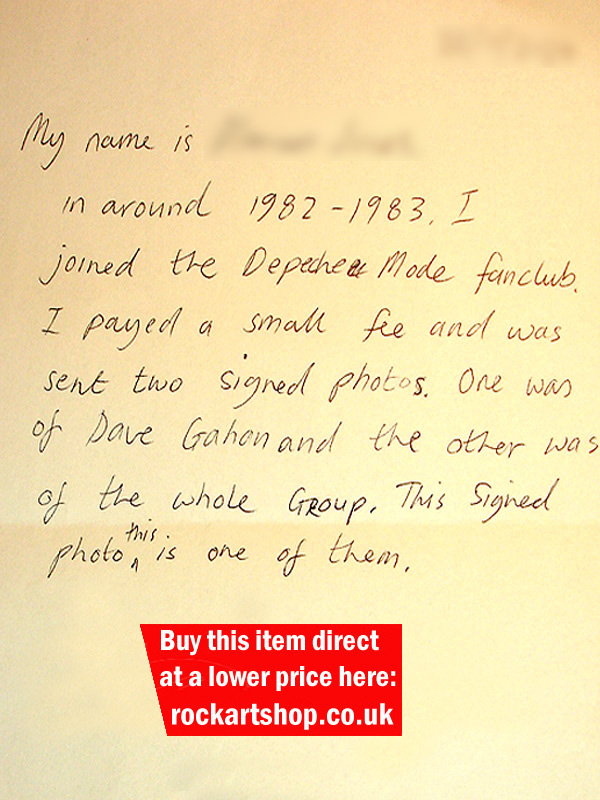 My name is
in around 1982-1983. I
joined the Depeche Mode fanclub.
I payed a small fee and was
sent two signed photos. One was
of Dave Gahan and the other was
of the whole GROUP. This Signed
photo this is one of them.
Buy this item direct
at a lower price here:
rockartshop.co.uk